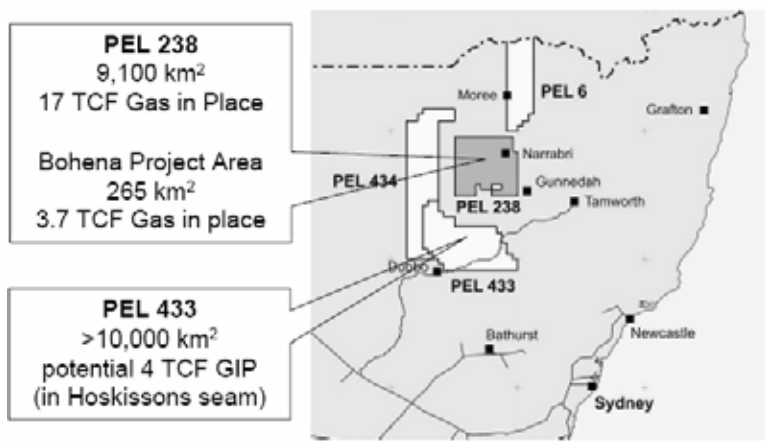 PEL 238
9,100 km²
17 TCF Gas in Place
Bohena Project Area
265 km²
3.7 TCF Gas in place
PEL 433
>10,000 km²
potential 4 TCF GIP
(in Hoskissons seam)
Moree
PEL 6
Grafton
Narrabri
PEL 434
Gunnedah
PEL 238
Tamworth
Dubbo
PEL 433
Newcastle
Bathurst
Sydney